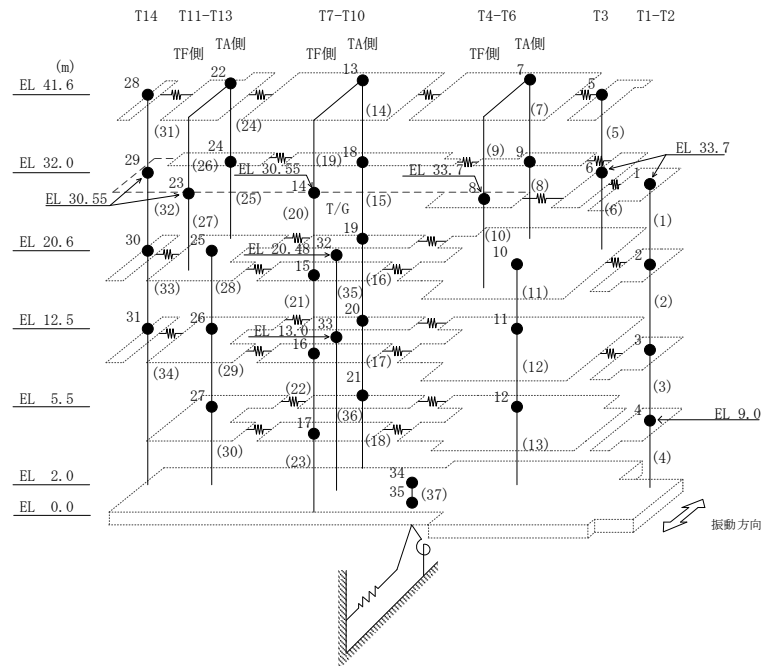 T14 T11-T13 T7-T10 T4-T6 T3 T1-T2
TF側 TA側 TF側 TA側 TF側 TA側
(m)
EL 41.6 28 22 13 7 5
(31) (24) (14) (7) (5)
EL 32.0 29 24 18 9 6 1 EL 33.7
(26) (19) (9)
EL 30.55 EL 33.7
EL 30.55 23 14 8
(32) (27) (25) (20) T/G (15) (8) (6) (1)
(10)
EL 20.6 30 25 32 19 10 2
EL 20.48 15
(33) (28) (35) (16) (11) (2)
(21)
EL 12.5 31 26 33 20 11 3
EL 13.0 16
(34) (29) (17) (12) (3)
EL 5.5 27 (22) 21 12 4 EL 9.0
(36)
17
(30) (23) (18) (13) (4)
EL 2.0 34
35 (37)
EL 0.0
振動方向